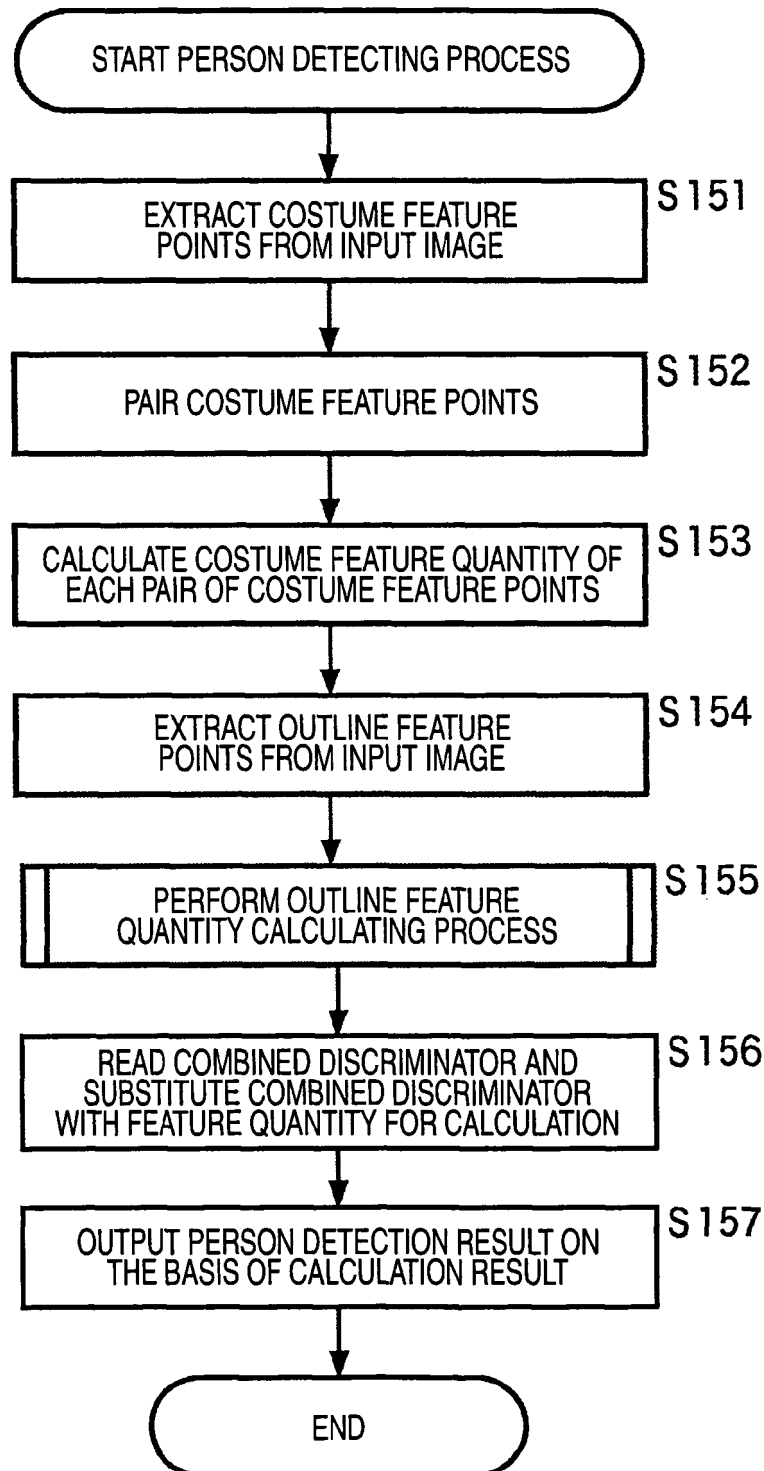 START PERSON DETECTING PROCESS
S151
EXTRACT COSTUME FEATURE
POINTS FROM INPUT IMAGE
S152
PAIR COSTUME FEATURE POINTS
S153
CALCULATE COSTUME FEATURE QUANTITY OF
EACH PAIR OF COSTUME FEATURE POINTS
S154
EXTRACT OUTLINE FEATURE
POINTS FROM INPUT IMAGE
S155
PERFORM OUTLINE FEATURE
QUANTITY CALCULATING PROCESS
S156
READ COMBINED DISCRIMINATOR AND
SUBSTITUTE COMBINED DISCRIMINATOR
WITH FEATURE QUANTITY FOR CALCULATION
S157
OUTPUT PERSON DETECTION RESULT ON
THE BASIS OF CALCULATION RESULT
END